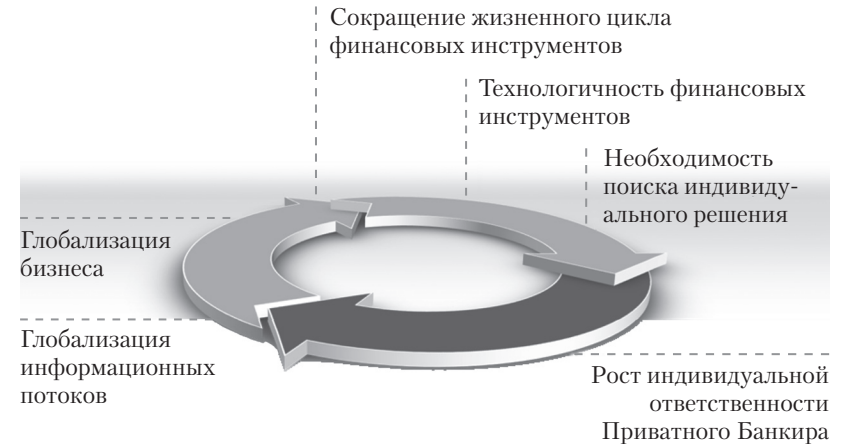 Сокращение жизненного цикла
финансовых инструментов
Технологичность финансовых
инструментов
Необходимость
поиска индивиду-
ального решения
Глобализация
бизнеса
Глобализация
информационных
потоков
Рост индивидуальной
ответственности
Приватного Банкира